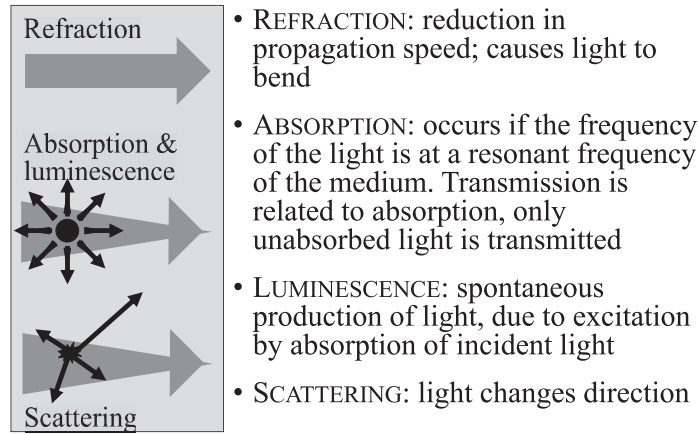 Refraction
Absorption &
luminescence
Scattering
• REFRACTION: reduction in
propagation speed; causes light to
bend
• ABSORPTION: occurs if the frequency
of the light is at a resonant frequency
of the medium. Transmission is
related to absorption, only
unabsorbed light is transmitted
• LUMINESCENCE: spontaneous
production of light, due to excitation
by absorption of incident light
• SCATTERING: light changes direction